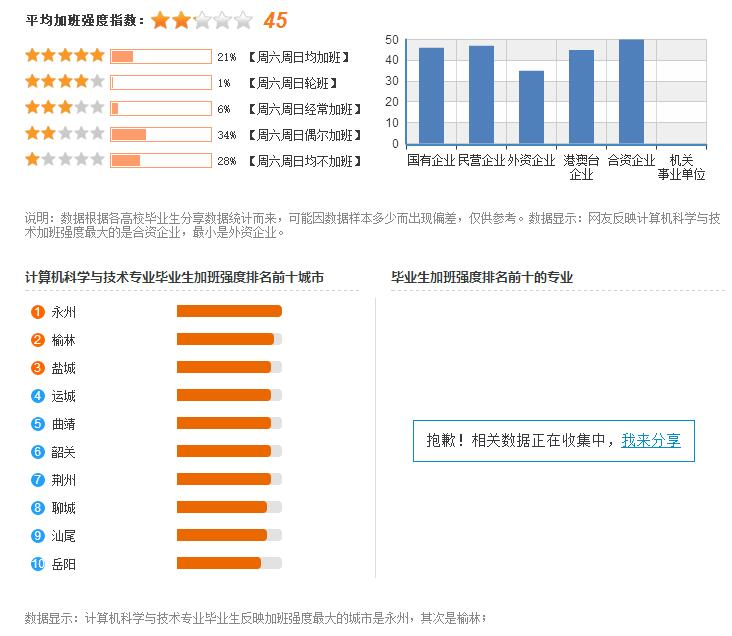 平均加班强度指数： 45
21% 【周六周日均加班】
1% 【周六周日轮班】
6% 【周六周日经常加班】
34% 【周六周日偶尔加班】
28% 【周六周日均不加班】
50
40
30
20
10
0
国有企业 民营企业 外资企业 港澳台企业 合资企业 机关事业单位
说明：数据根据各高校毕业生分享数据统计而来，可能因数据样本多少而出现偏差，仅供参考。数据显示：网友反映计算机科学与技
术加班强度最大的是合资企业，最小是外资企业。
计算机科学与技术专业毕业生加班强度排名前十城市
1 永州
2 榆林
3 盐城
4 运城
5 曲靖
6 韶关
7 荆州
8 聊城
9 汕尾
10 岳阳
毕业生加班强度排名前十的专业
抱歉！相关数据正在收集中，我来分享
数据显示：计算机科学与技术专业毕业生反映加班强度最大的城市是永州，其次是榆林；